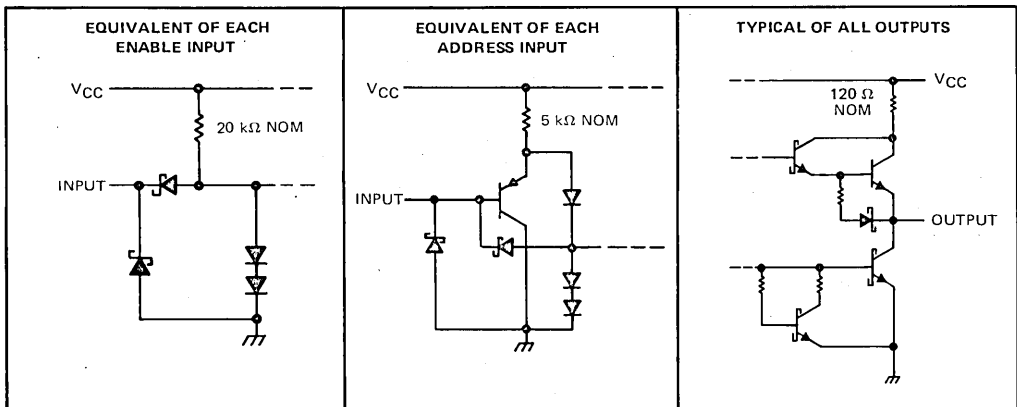 EQUIVALENT OF EACH
ENABLE INPUT
VCC
20 kΩ NOM
INPUT
EQUIVALENT OF EACH
ADDRESS INPUT
VCC
5 kΩ NOM
INPUT
TYPICAL OF ALL OUTPUTS
VCC
120 Ω
NOM
OUTPUT